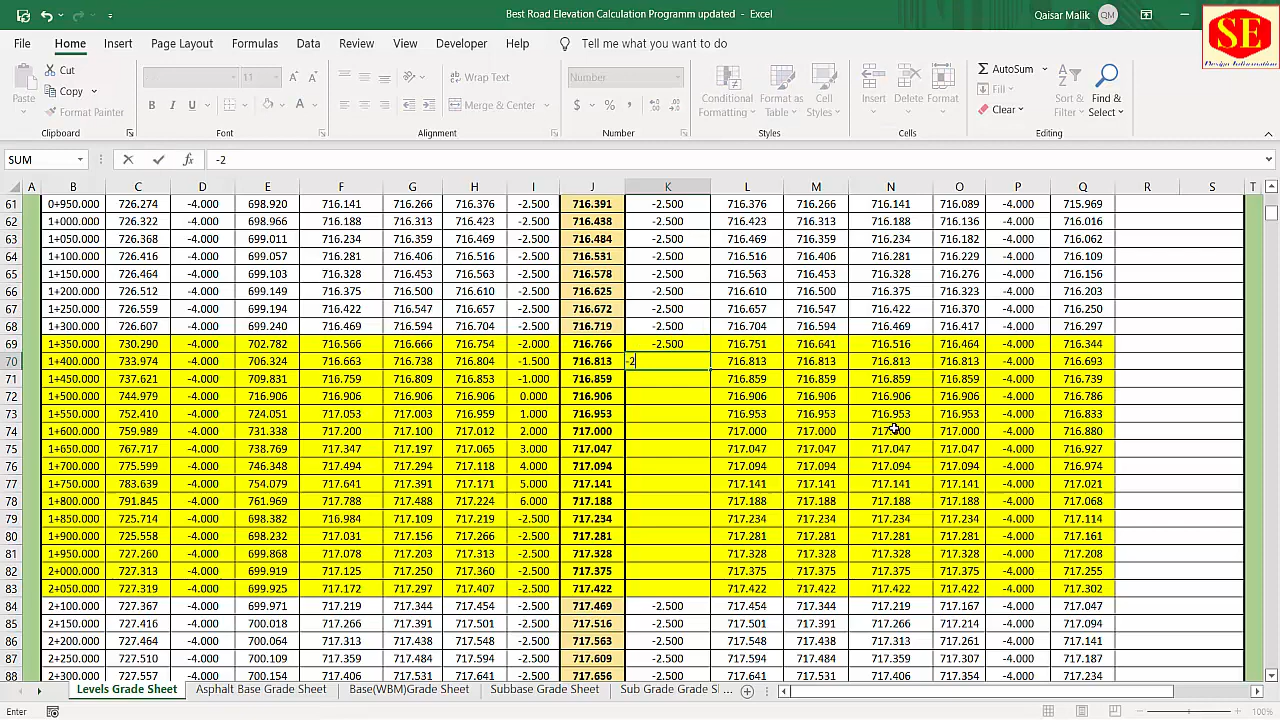 Best Road Elevation Calculation Programm updated - Excel
Qaisar Malik QM
SE
Design Information
File Home Insert Page Layout Formulas Data Review View Developer Help Tell me what you want to do
Paste Cut Copy Format Painter
11 B I U A A A
Wrap Text Merge & Center
Number $ % ,
Conditional Formatting Format as Table Cell Styles
Insert Delete Format
AutoSum Fill Clear Sort & Filter Find & Select
Clipboard Font Alignment Number Styles Cells Editing
SUM fx -2
A B C D E F G H I J K L M N O P Q R S T
61 0+950.000 726.274 -4.000 698.920 716.141 716.266 716.376 -2.500 716.391 -2.500 716.376 716.266 716.141 716.089 -4.000 715.969
62 1+000.000 726.322 -4.000 698.966 716.188 716.313 716.423 -2.500 716.438 -2.500 716.423 716.313 716.188 716.136 -4.000 716.016
63 1+050.000 726.368 -4.000 699.011 716.234 716.359 716.469 -2.500 716.484 -2.500 716.469 716.359 716.234 716.182 -4.000 716.062
64 1+100.000 726.416 -4.000 699.057 716.281 716.406 716.516 -2.500 716.531 -2.500 716.516 716.406 716.281 716.229 -4.000 716.109
65 1+150.000 726.464 -4.000 699.103 716.328 716.453 716.563 -2.500 716.578 -2.500 716.563 716.453 716.328 716.276 -4.000 716.156
66 1+200.000 726.512 -4.000 699.149 716.375 716.500 716.610 -2.500 716.625 -2.500 716.610 716.500 716.375 716.323 -4.000 716.203
67 1+250.000 726.559 -4.000 699.194 716.422 716.547 716.657 -2.500 716.672 -2.500 716.657 716.547 716.422 716.370 -4.000 716.250
68 1+300.000 726.607 -4.000 699.240 716.469 716.594 716.704 -2.500 716.719 -2.500 716.704 716.594 716.469 716.417 -4.000 716.297
69 1+350.000 730.290 -4.000 702.782 716.566 716.666 716.754 -2.000 716.766 -2.500 716.751 716.641 716.516 716.464 -4.000 716.344
70 1+400.000 733.974 -4.000 706.324 716.663 716.738 716.804 -1.500 716.813 -2 716.813 716.813 716.813 716.813 -4.000 716.693
71 1+450.000 737.621 -4.000 709.831 716.759 716.809 716.853 -1.000 716.859 716.859 716.859 716.859 716.859 -4.000 716.739
72 1+500.000 744.979 -4.000 716.906 716.906 716.906 716.906 0.000 716.906 716.906 716.906 716.906 716.906 -4.000 716.786
73 1+550.000 752.410 -4.000 724.051 717.053 717.003 716.959 1.000 716.953 716.953 716.953 716.953 716.953 -4.000 716.833
74 1+600.000 759.989 -4.000 731.338 717.200 717.100 717.012 2.000 717.000 717.000 717.000 717.000 717.000 -4.000 716.880
75 1+650.000 767.717 -4.000 738.769 717.347 717.197 717.065 3.000 717.047 717.047 717.047 717.047 717.047 -4.000 716.927
76 1+700.000 775.599 -4.000 746.348 717.494 717.294 717.118 4.000 717.094 717.094 717.094 717.094 717.094 -4.000 716.974
77 1+750.000 783.639 -4.000 754.079 717.641 717.391 717.171 5.000 717.141 717.141 717.141 717.141 717.141 -4.000 717.021
78 1+800.000 791.845 -4.000 761.969 717.788 717.488 717.224 6.000 717.188 717.188 717.188 717.188 717.188 -4.000 717.068
79 1+850.000 725.714 -4.000 698.382 716.984 717.109 717.219 -2.500 717.234 717.234 717.234 717.234 717.234 -4.000 717.114
80 1+900.000 725.558 -4.000 698.232 717.031 717.156 717.266 -2.500 717.281 717.281 717.281 717.281 717.281 -4.000 717.161
81 1+950.000 727.260 -4.000 699.868 717.078 717.203 717.313 -2.500 717.328 717.328 717.328 717.328 717.328 -4.000 717.208
82 2+000.000 727.313 -4.000 699.919 717.125 717.250 717.360 -2.500 717.375 717.375 717.375 717.375 717.375 -4.000 717.255
83 2+050.000 727.319 -4.000 699.925 717.172 717.297 717.407 -2.500 717.422 717.422 717.422 717.422 717.422 -4.000 717.302
84 2+100.000 727.367 -4.000 699.971 717.219 717.344 717.454 -2.500 717.469 -2.500 717.454 717.344 717.219 717.167 -4.000 717.047
85 2+150.000 727.416 -4.000 700.018 717.266 717.391 717.501 -2.500 717.516 -2.500 717.501 717.391 717.266 717.214 -4.000 717.094
86 2+200.000 727.464 -4.000 700.064 717.313 717.438 717.548 -2.500 717.563 -2.500 717.548 717.438 717.313 717.261 -4.000 717.141
87 2+250.000 727.510 -4.000 700.109 717.359 717.484 717.594 -2.500 717.609 -2.500 717.594 717.484 717.359 717.307 -4.000 717.187
88 2+300.000 727.557 -4.000 700.154 717.406 717.531 717.641 -2.500 717.656 -2.500 717.641 717.531 717.406 717.354 -4.000 717.234
Levels Grade Sheet Asphalt Base Grade Sheet Base(WBM)Grade Sheet Subbase Grade Sheet Sub Grade Grade S ...
Enter 100%